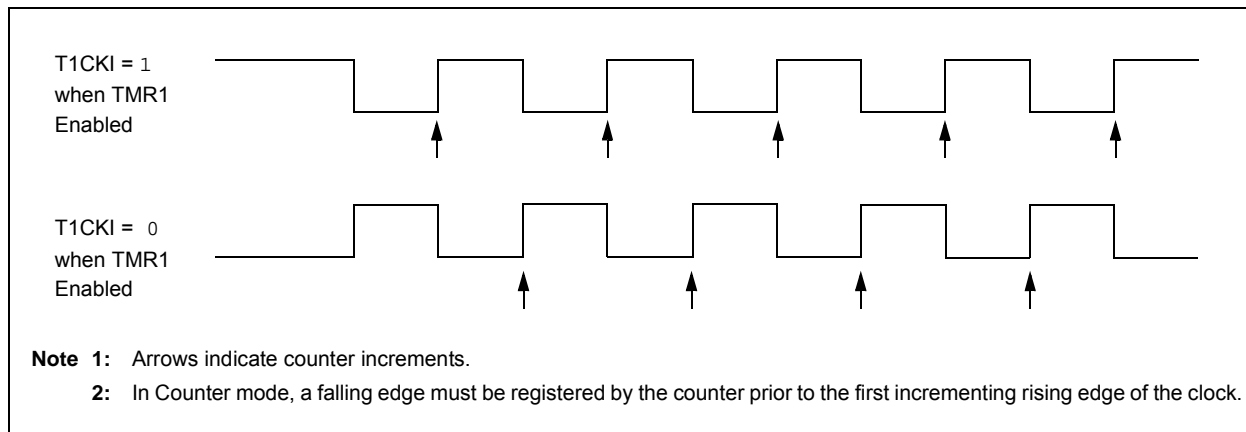 T1CKI = 1
when TMR1
Enabled
T1CKI = 0
when TMR1
Enabled
Note 1: Arrows indicate counter increments.
2: In Counter mode, a falling edge must be registered by the counter prior to the first incrementing rising edge of the clock.